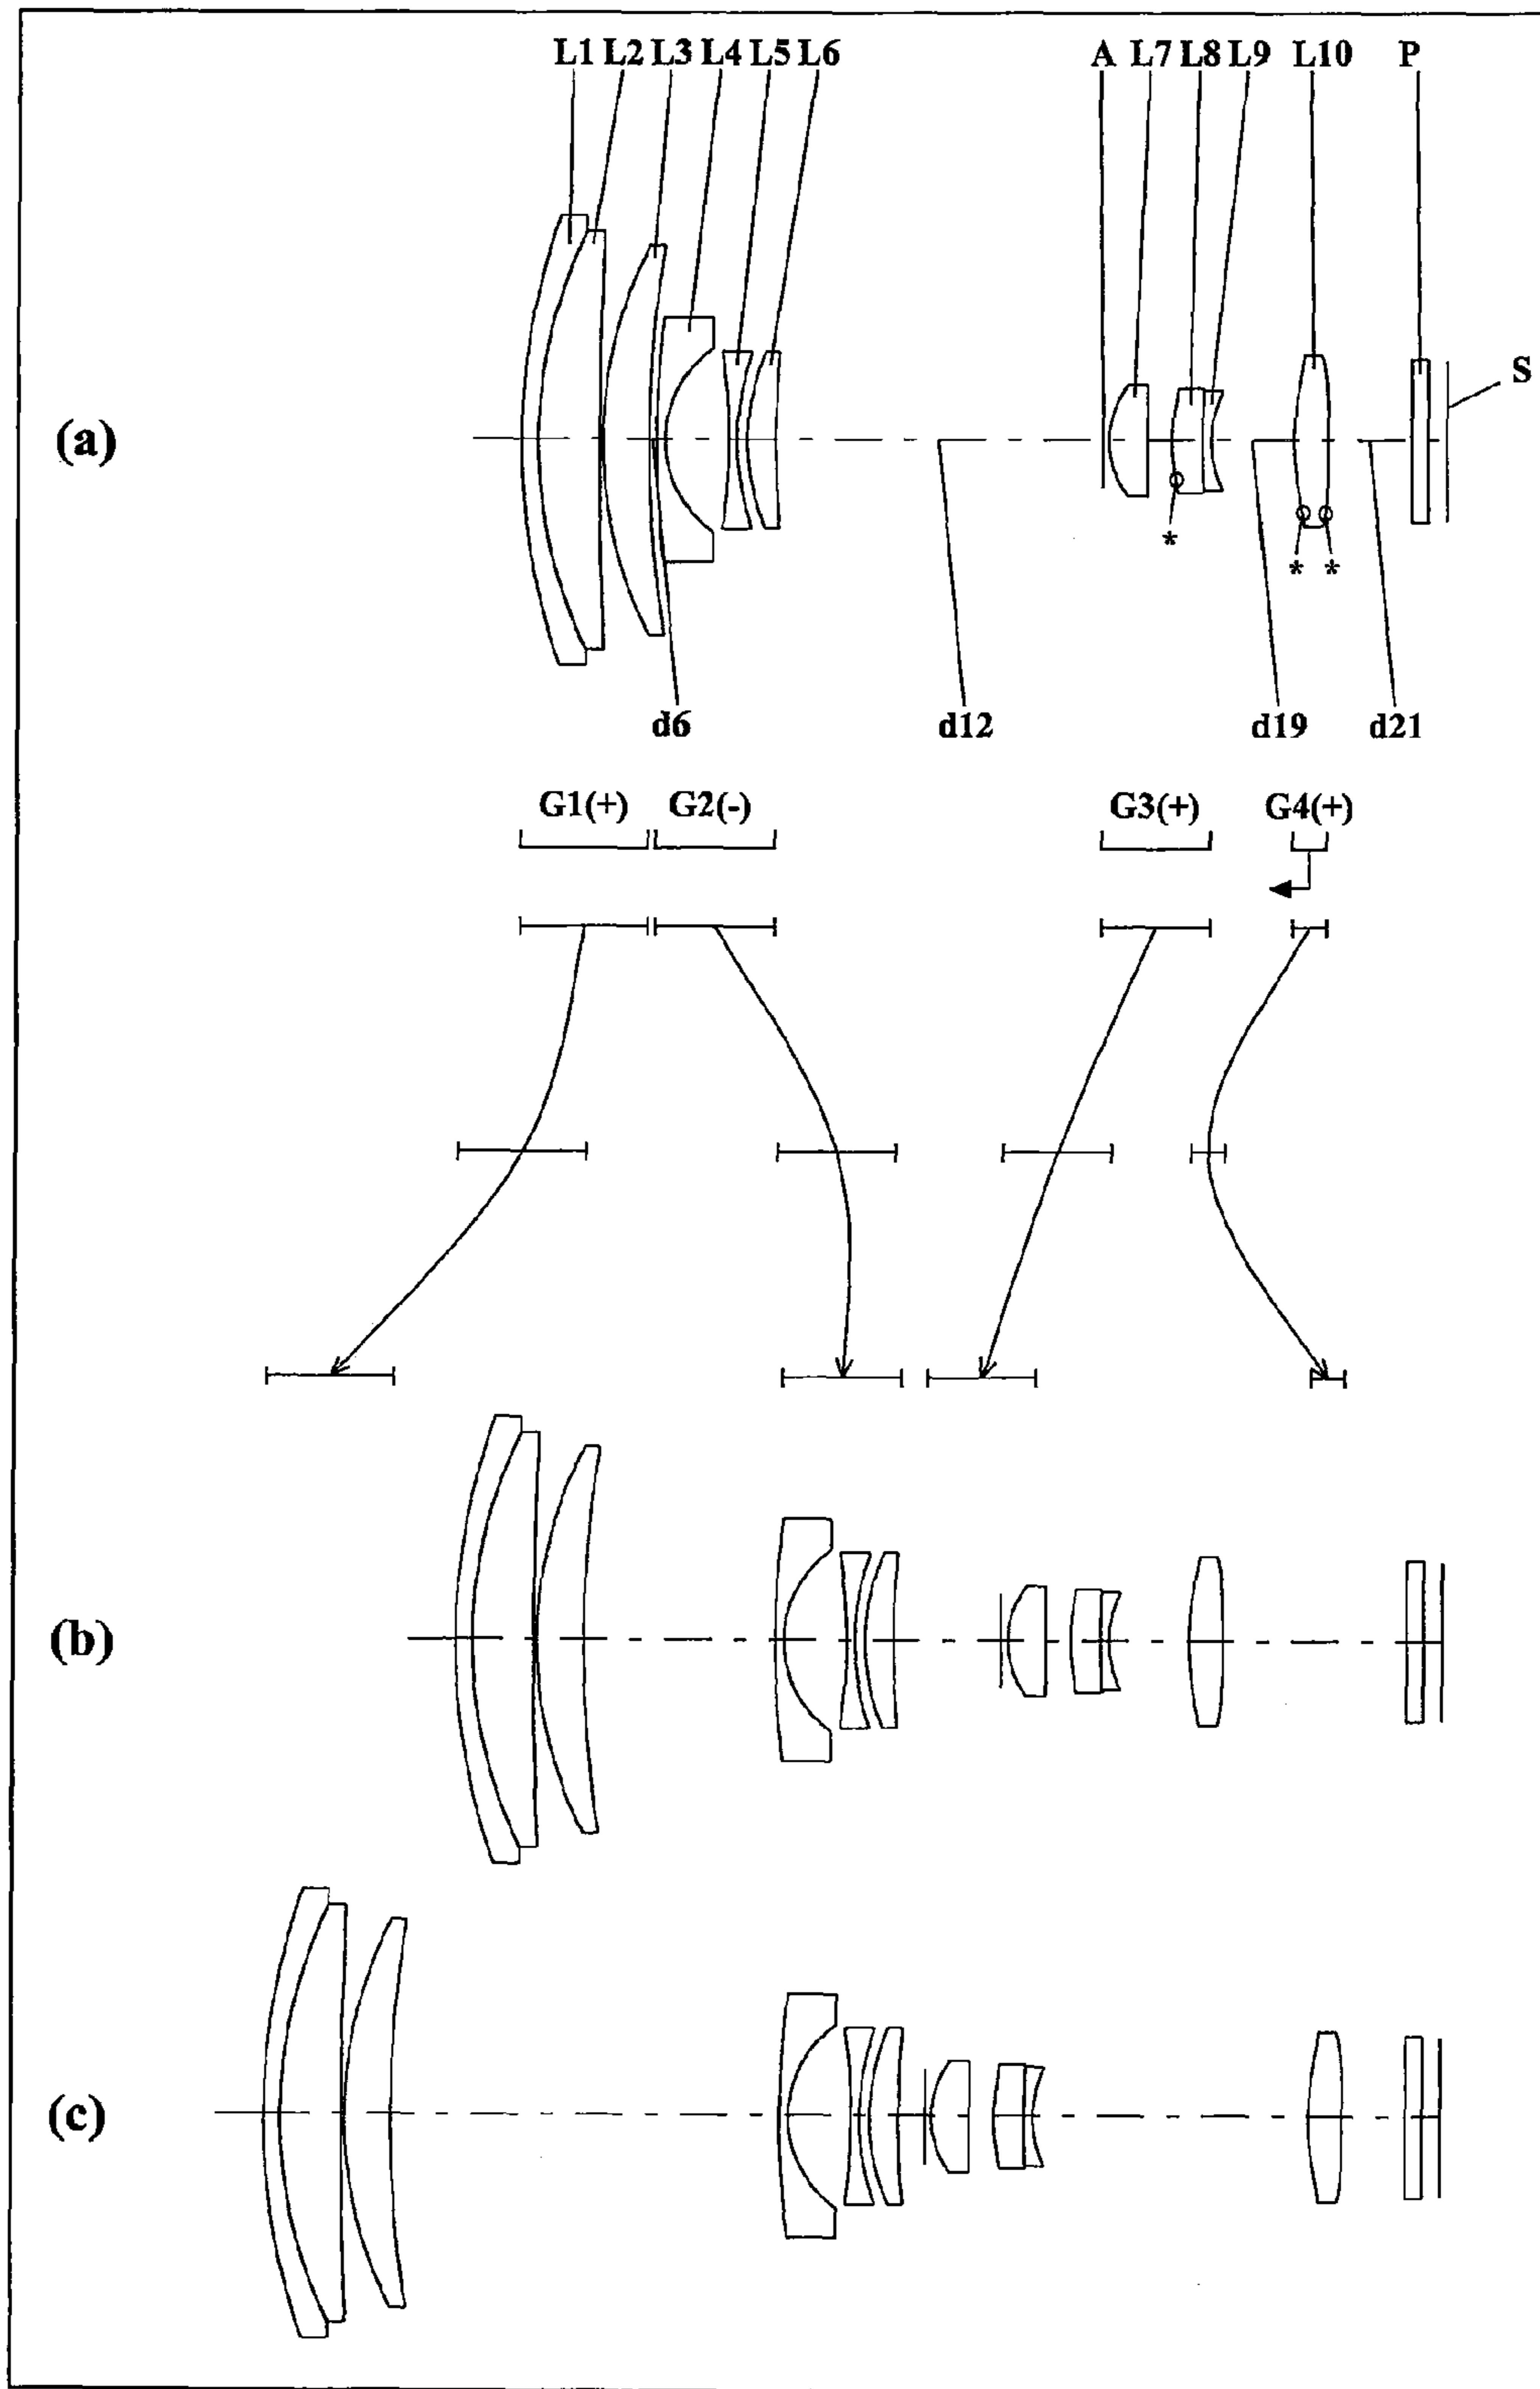 L1 L2 L3 L4 L5 L6 A L7 L8 L9 L10 P
S
(a)
*
* *
d6 d12 d19 d21
G1(+) G2(-) G3(+) G4(+)
(b)
(c)